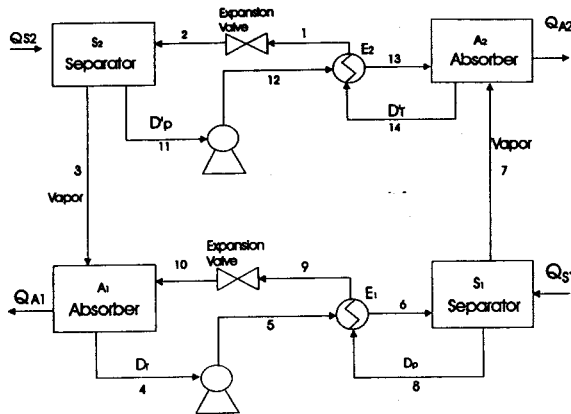 QS2
S2
Separator
2
Expansion
Valve
1
E2
13
A2
Absorber
QA2
12
D'p
11
D'r
14
3
Vapor
Vapor
7
A1
Absorber
QA1
10
Expansion
Valve
9
E1
6
S1
Separator
QS1
5
Dr
4
Dp
8